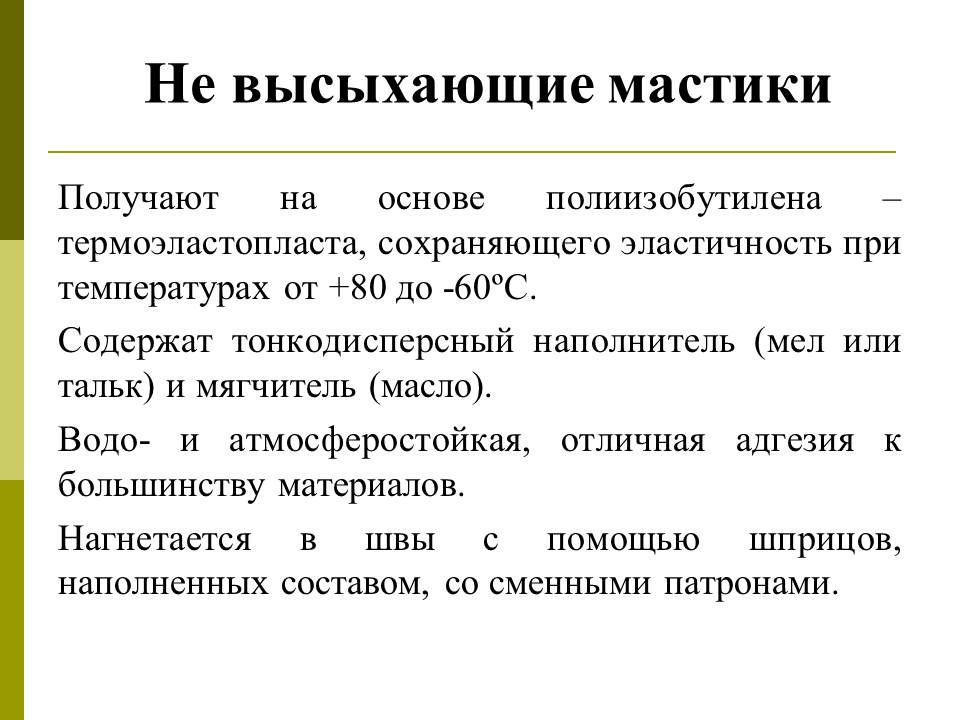 Не высыхающие мастики
Получают на основе полиизобутилена –
термоэластопласта, сохраняющего эластичность при
температурах от +80 до -60ºС.
Содержат тонкодисперсный наполнитель (мел или
тальк) и мягчитель (масло).
Водо- и атмосферостойкая, отличная адгезия к
большинству материалов.
Нагнетается в швы с помощью шприцов,
наполненных составом, со сменными патронами.